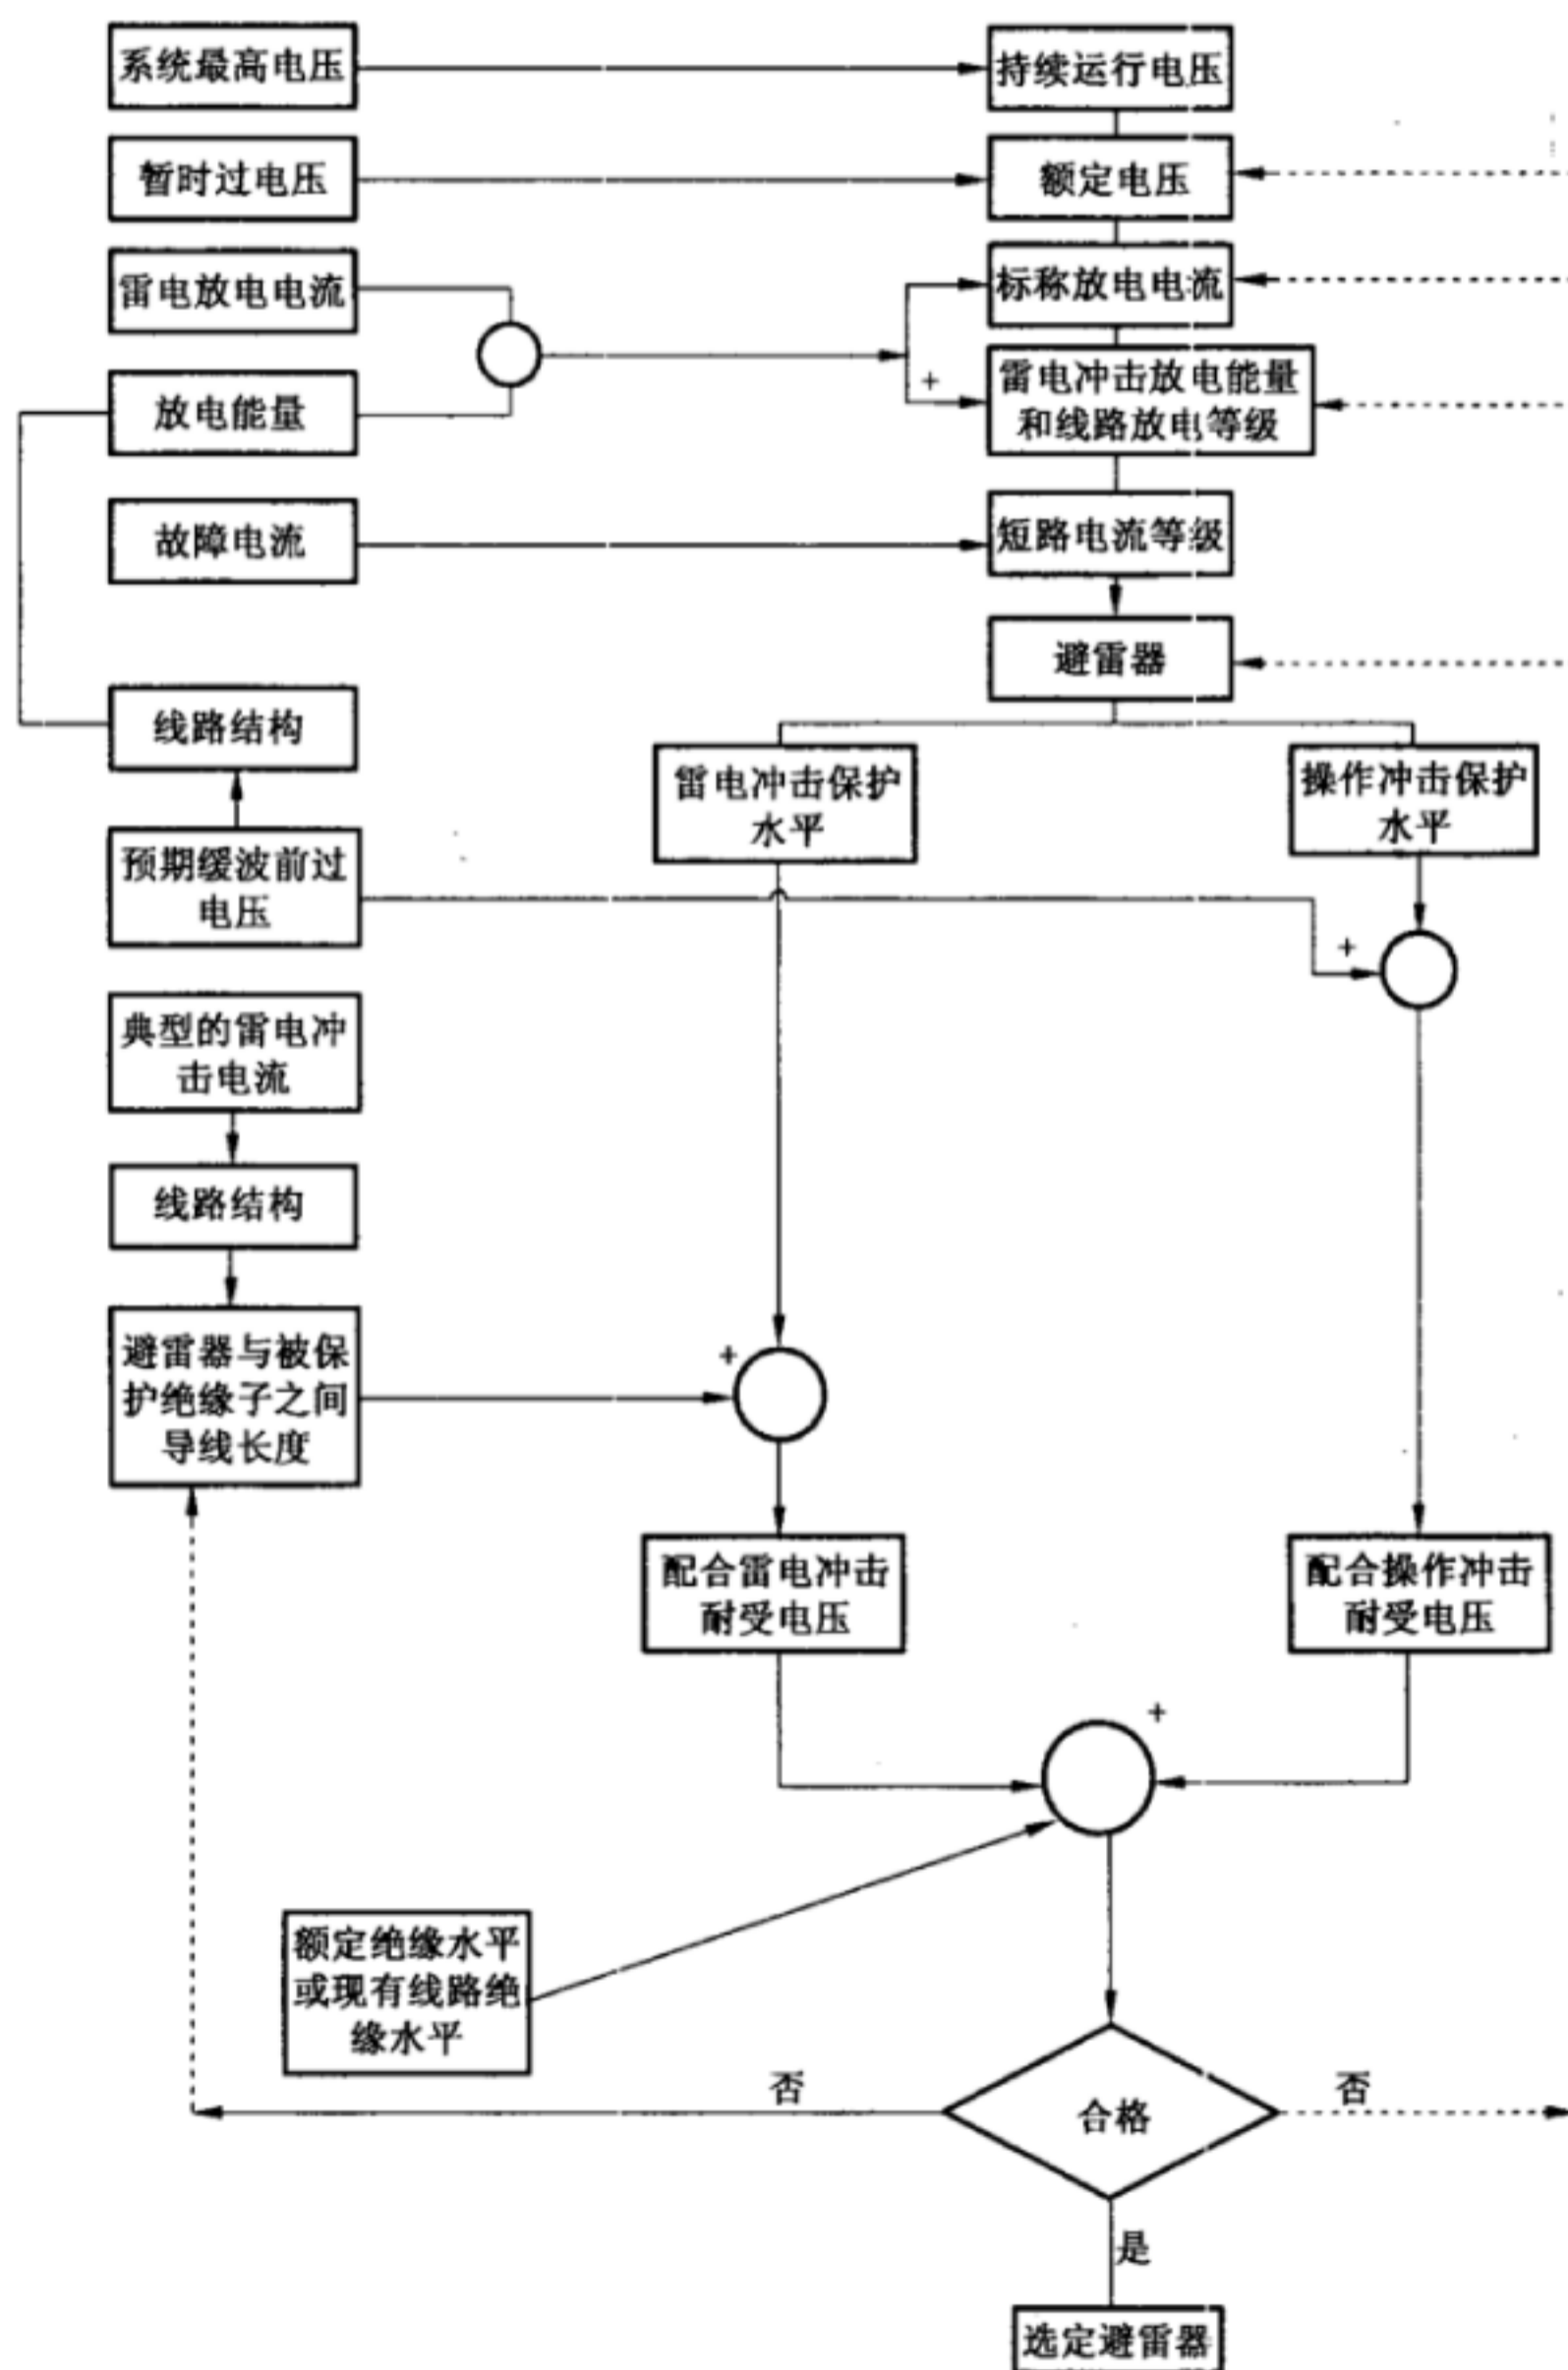 系统最高电压
持续运行电压
暂时过电压
额定电压
雷电放电电流
标称放电电流
放电能量
+
雷电冲击放电能量
和线路放电等级
故障电流
短路电流等级
避雷器
线路结构
雷电冲击保护
水平
操作冲击保护
水平
预期缓波前过
电压
+
典型的雷电冲
击电流
线路结构
避雷器与被保
护绝缘子之间
导线长度
+
配合雷电冲击
耐受电压
配合操作冲击
耐受电压
+
额定绝缘水平
或现有线路绝
缘水平
否
合格
否
是
选定避雷器